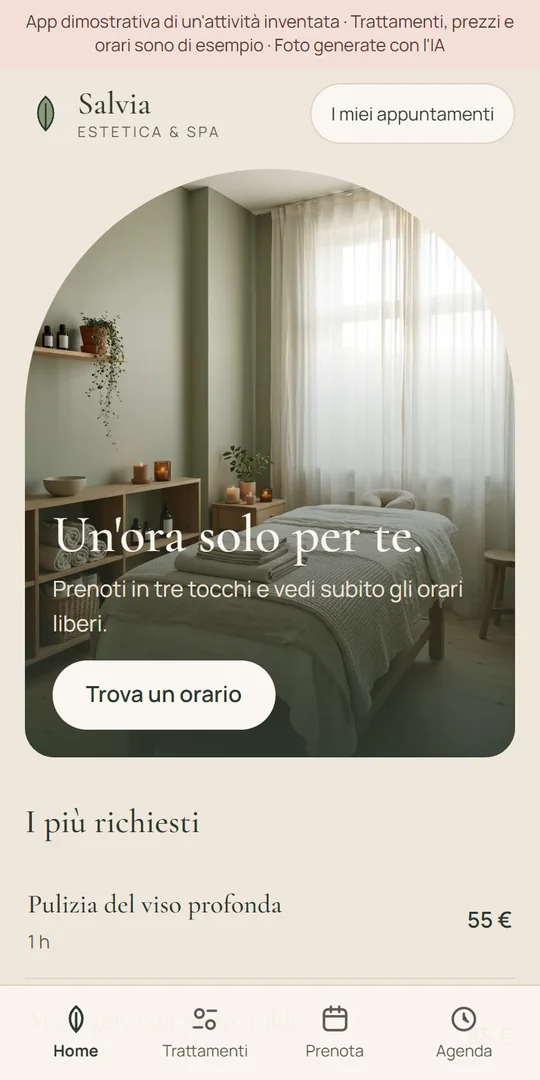 App dimostrativa di un'attività inventata · Trattamenti, prezzi e
orari sono di esempio · Foto generate con l'IA
Salvia
ESTETICA & SPA
I miei appuntamenti
Un'ora solo per te.
Prenoti in tre tocchi e vedi subito gli orari
liberi.
Trova un orario
I più richiesti
Pulizia del viso profonda
55 €
1 h
Home
Trattamenti
Prenota
Agenda